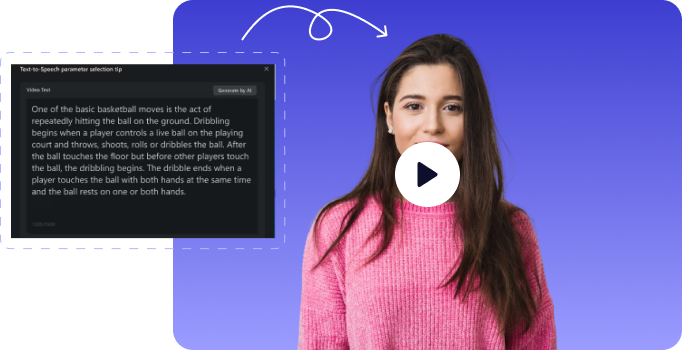 Text-to-Speech parameter selection tip
Video Text
Generate by AI
One of the basic basketball moves is the act of
repeatedly hitting the ball on the ground. Dribbling
begins when a player controls a live ball on the playing
court and throws, shoots, rolls or dribbles the ball. After
the ball touches the floor but before other players touch
the ball, the dribbling begins. The dribble ends when a
player touches the ball with both hands at the same time
and the ball rests on one or both hands.